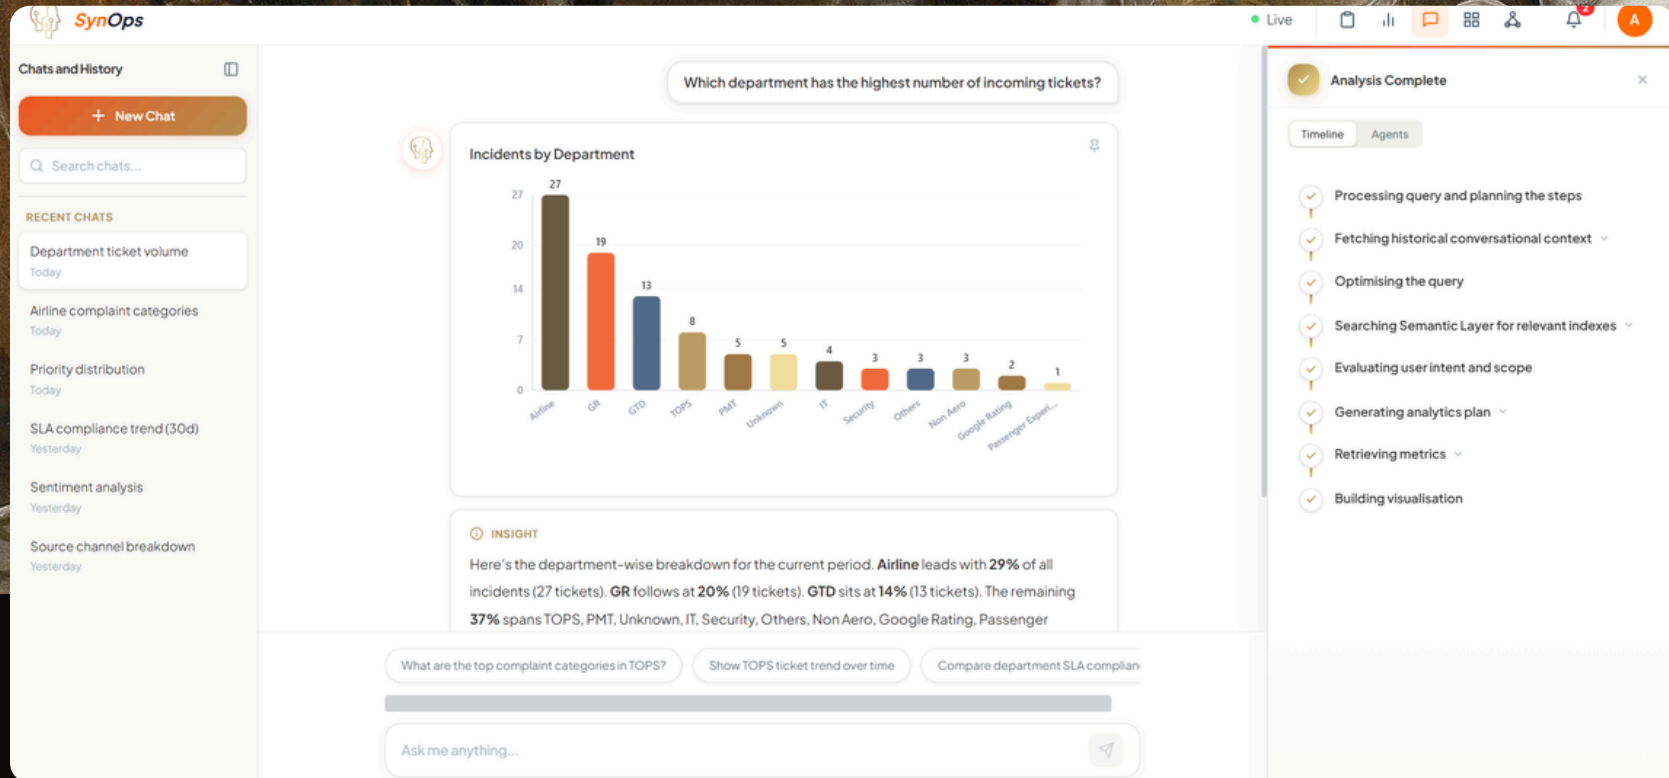 SynOps
Live
2
A
Chats and History
+ New Chat
Search chats...
RECENT CHATS
Department ticket volume
Today
Airline complaint categories
Today
Priority distribution
Today
SLA compliance trend (30d)
Yesterday
Sentiment analysis
Yesterday
Source channel breakdown
Yesterday
Which department has the highest number of incoming tickets?
Incidents by Department
27
20
14
7
0
27
19
13
8
5
5
4
3
3
3
2
1
Airline
GR
GTD
TOPS
PMT
Unknown
IT
Security
Others
Non Aero
Google Rating
Passenger Experi...
INSIGHT
Here's the department-wise breakdown for the current period. Airline leads with 29% of all
incidents (27 tickets). GR follows at 20% (19 tickets). GTD sits at 14% (13 tickets). The remaining
37% spans TOPS, PMT, Unknown, IT, Security, Others, Non Aero, Google Rating, Passenger
What are the top complaint categories in TOPS?
Show TOPS ticket trend over time
Compare department SLA complian
Ask me anything...
Analysis Complete
Timeline
Agents
Processing query and planning the steps
Fetching historical conversational context
Optimising the query
Searching Semantic Layer for relevant indexes
Evaluating user intent and scope
Generating analytics plan
Retrieving metrics
Building visualisation